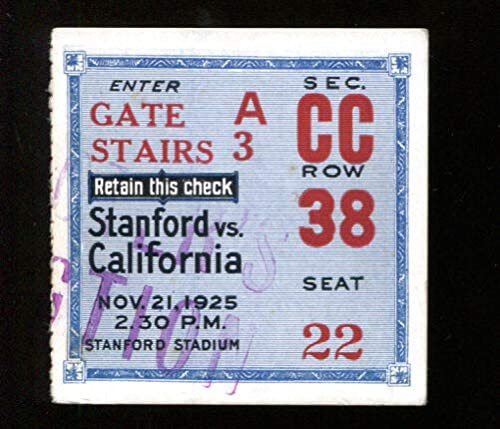 ENTER
GATE A
STAIRS 3
Retain this check
Stanford vs.
California
NOV. 21, 1925
2.30 P.M.
STANFORD STADIUM
SEC.
CC
ROW
38
SEAT
22